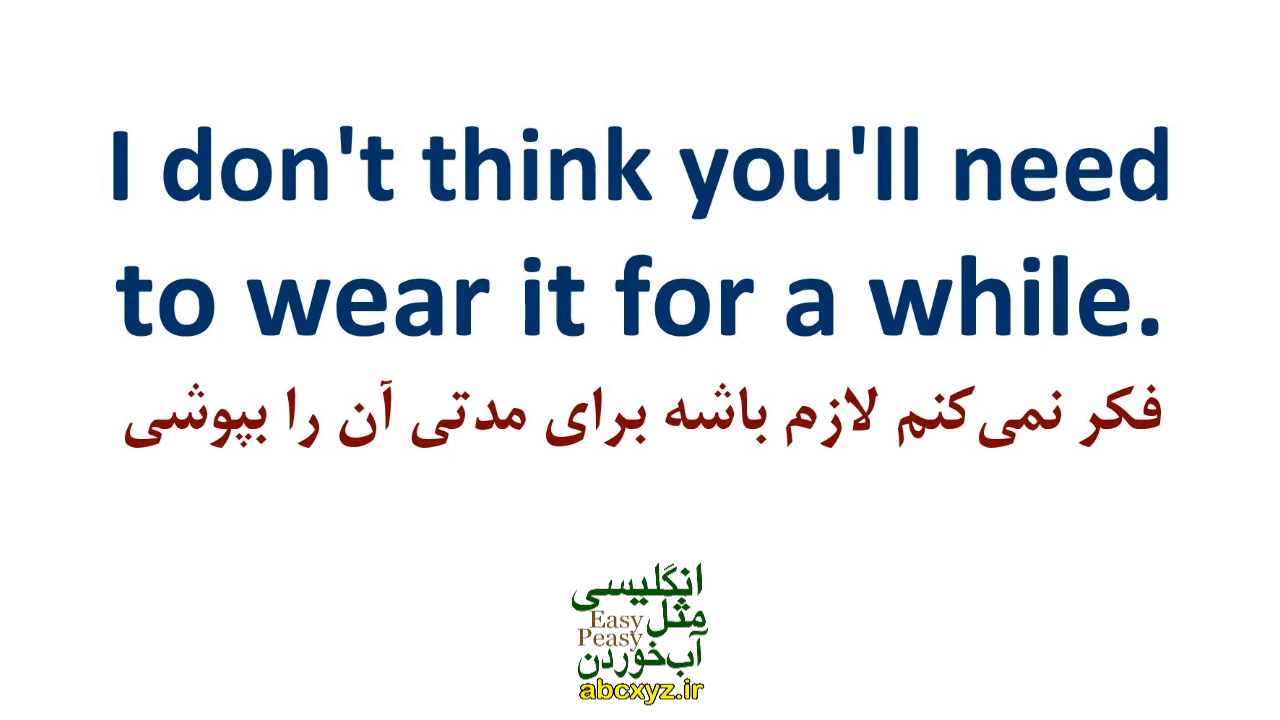 I don't think you'll need
to wear it for a while.
فکر نمی‌کنم لازم باشه برای مدتی آن را بپوشی
انگلیسی
مثل
Easy
Peasy
آب‌خوردن
abcxyz.ir